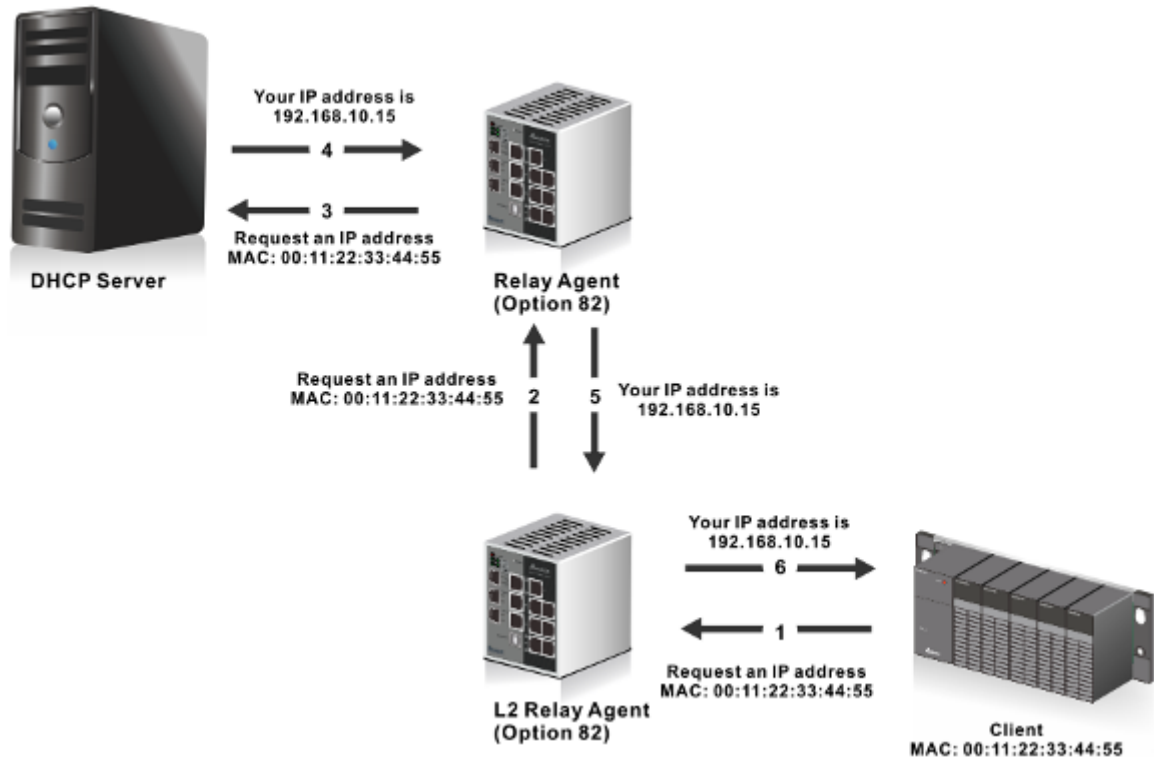 Your IP address is
192.168.10.15
4
3
Request an IP address
MAC: 00:11:22:33:44:55
DHCP Server
Relay Agent
(Option 82)
Request an IP address
MAC: 00:11:22:33:44:55
2
5
Your IP address is
192.168.10.15
Your IP address is
192.168.10.15
6
1
Request an IP address
MAC: 00:11:22:33:44:55
L2 Relay Agent
(Option 82)
Client
MAC: 00:11:22:33:44:55